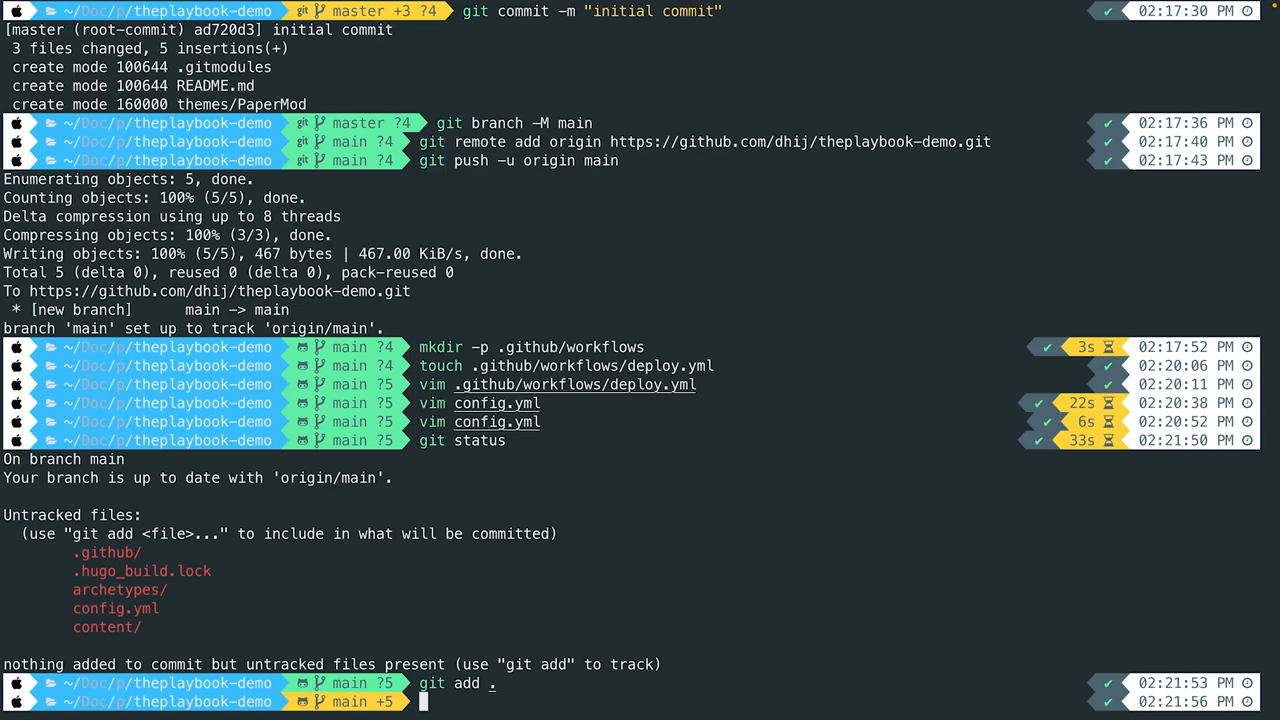 ~/Doc/p/theplaybook-demo git master +3 ?4 git commit -m "initial commit" ✔ 02:17:30 PM
[master (root-commit) ad720d3] initial commit
3 files changed, 5 insertions(+)
create mode 100644 .gitmodules
create mode 100644 README.md
create mode 160000 themes/PaperMod
~/Doc/p/theplaybook-demo git master ?4 git branch -M main ✔ 02:17:36 PM
~/Doc/p/theplaybook-demo git main ?4 git remote add origin https://github.com/dhij/theplaybook-demo.git ✔ 02:17:40 PM
~/Doc/p/theplaybook-demo git main ?4 git push -u origin main ✔ 02:17:43 PM
Enumerating objects: 5, done.
Counting objects: 100% (5/5), done.
Delta compression using up to 8 threads
Compressing objects: 100% (3/3), done.
Writing objects: 100% (5/5), 467 bytes | 467.00 KiB/s, done.
Total 5 (delta 0), reused 0 (delta 0), pack-reused 0
To https://github.com/dhij/theplaybook-demo.git
* [new branch]      main -> main
branch 'main' set up to track 'origin/main'.
~/Doc/p/theplaybook-demo main ?4 mkdir -p .github/workflows ✔ 3s 02:17:52 PM
~/Doc/p/theplaybook-demo main ?4 touch .github/workflows/deploy.yml ✔ 02:20:06 PM
~/Doc/p/theplaybook-demo main ?5 vim .github/workflows/deploy.yml ✔ 02:20:11 PM
~/Doc/p/theplaybook-demo main ?5 vim config.yml ✔ 22s 02:20:38 PM
~/Doc/p/theplaybook-demo main ?5 vim config.yml ✔ 6s 02:20:52 PM
~/Doc/p/theplaybook-demo main ?5 git status ✔ 33s 02:21:50 PM
On branch main
Your branch is up to date with 'origin/main'.
Untracked files:
(use "git add <file>..." to include in what will be committed)
.github/
.hugo_build.lock
archetypes/
config.yml
content/
nothing added to commit but untracked files present (use "git add" to track)
~/Doc/p/theplaybook-demo main ?5 git add . ✔ 02:21:53 PM
~/Doc/p/theplaybook-demo main +5 ✔ 02:21:56 PM